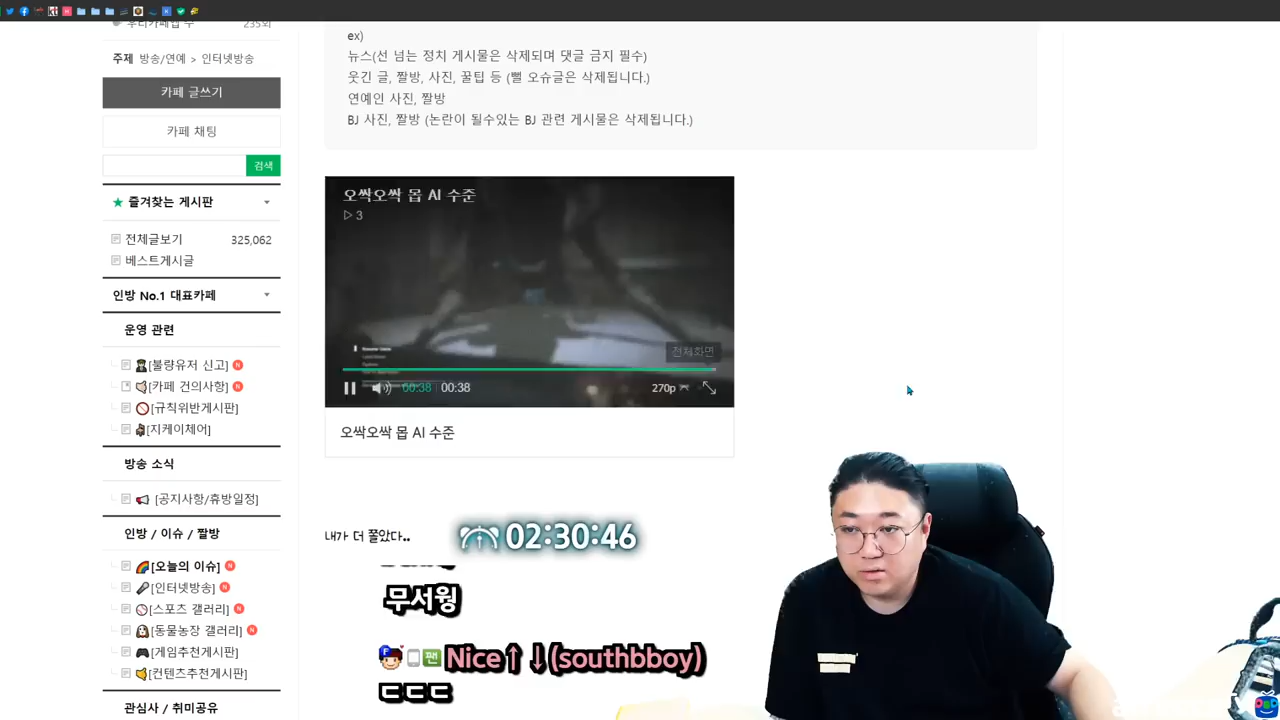 우리카페앱 수 235회
주제 방송/연예 > 인터넷방송
카페 글쓰기
카페 채팅
검색
★ 즐겨찾는 게시판
전체글보기 325,062
베스트게시글
인방 No.1 대표카페
운영 관련
[불량유저 신고] N
[카페 건의사항] N
[규칙위반게시판]
[지케이체어]
방송 소식
[공지사항/휴방일정]
인방 / 이슈 / 짤방
[오늘의 이슈] N
[인터넷방송] N
[스포츠 갤러리] N
[동물농장 갤러리] N
[게임추천게시판]
[컨텐츠추천게시판]
관심사 / 취미공유
ex)
뉴스(선 넘는 정치 게시물은 삭제되며 댓글 금지 필수)
웃긴 글, 짤방, 사진, 꿀팁 등 (뻘 오슈글은 삭제됩니다.)
연예인 사진, 짤방
BJ 사진, 짤방 (논란이 될수있는 BJ 관련 게시물은 삭제됩니다.)
오싹오싹 몹 AI 수준
▷ 3
전체화면
00:38 00:38
270p
오싹오싹 몹 AI 수준
내가 더 쫄았다..
02:30:46
무서웡
F 팬 Nice↑↓(southbboy)
ㄷㄷㄷ